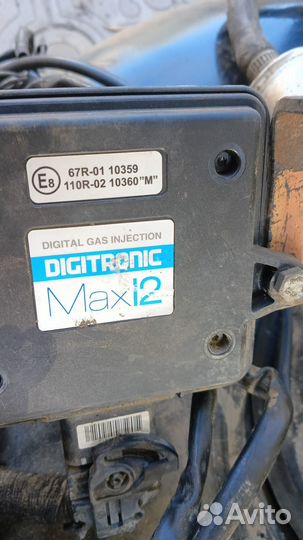 E8
67R-01 10359
110R-02 10360"M"
DIGITAL GAS INJECTION
DIGITRONIC
Maxi2
Avito